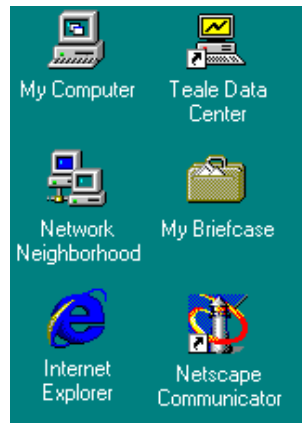 My Computer
Teale Data
Center
Network
Neighborhood
My Briefcase
Internet
Explorer
Netscape
Communicator